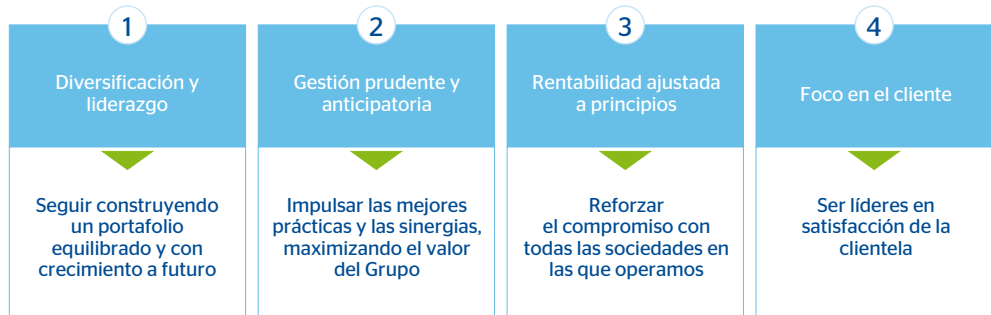 1
Diversificación y
liderazgo
Seguir construyendo
un portafolio
equilibrado y con
crecimiento a futuro
2
Gestión prudente y
anticipatoria
Impulsar las mejores
prácticas y las sinergias,
maximizando el valor
del Grupo
3
Rentabilidad ajustada
a principios
Reforzar
el compromiso con
todas las sociedades en
las que operamos
4
Foco en el cliente
Ser líderes en
satisfacción de la
clientela